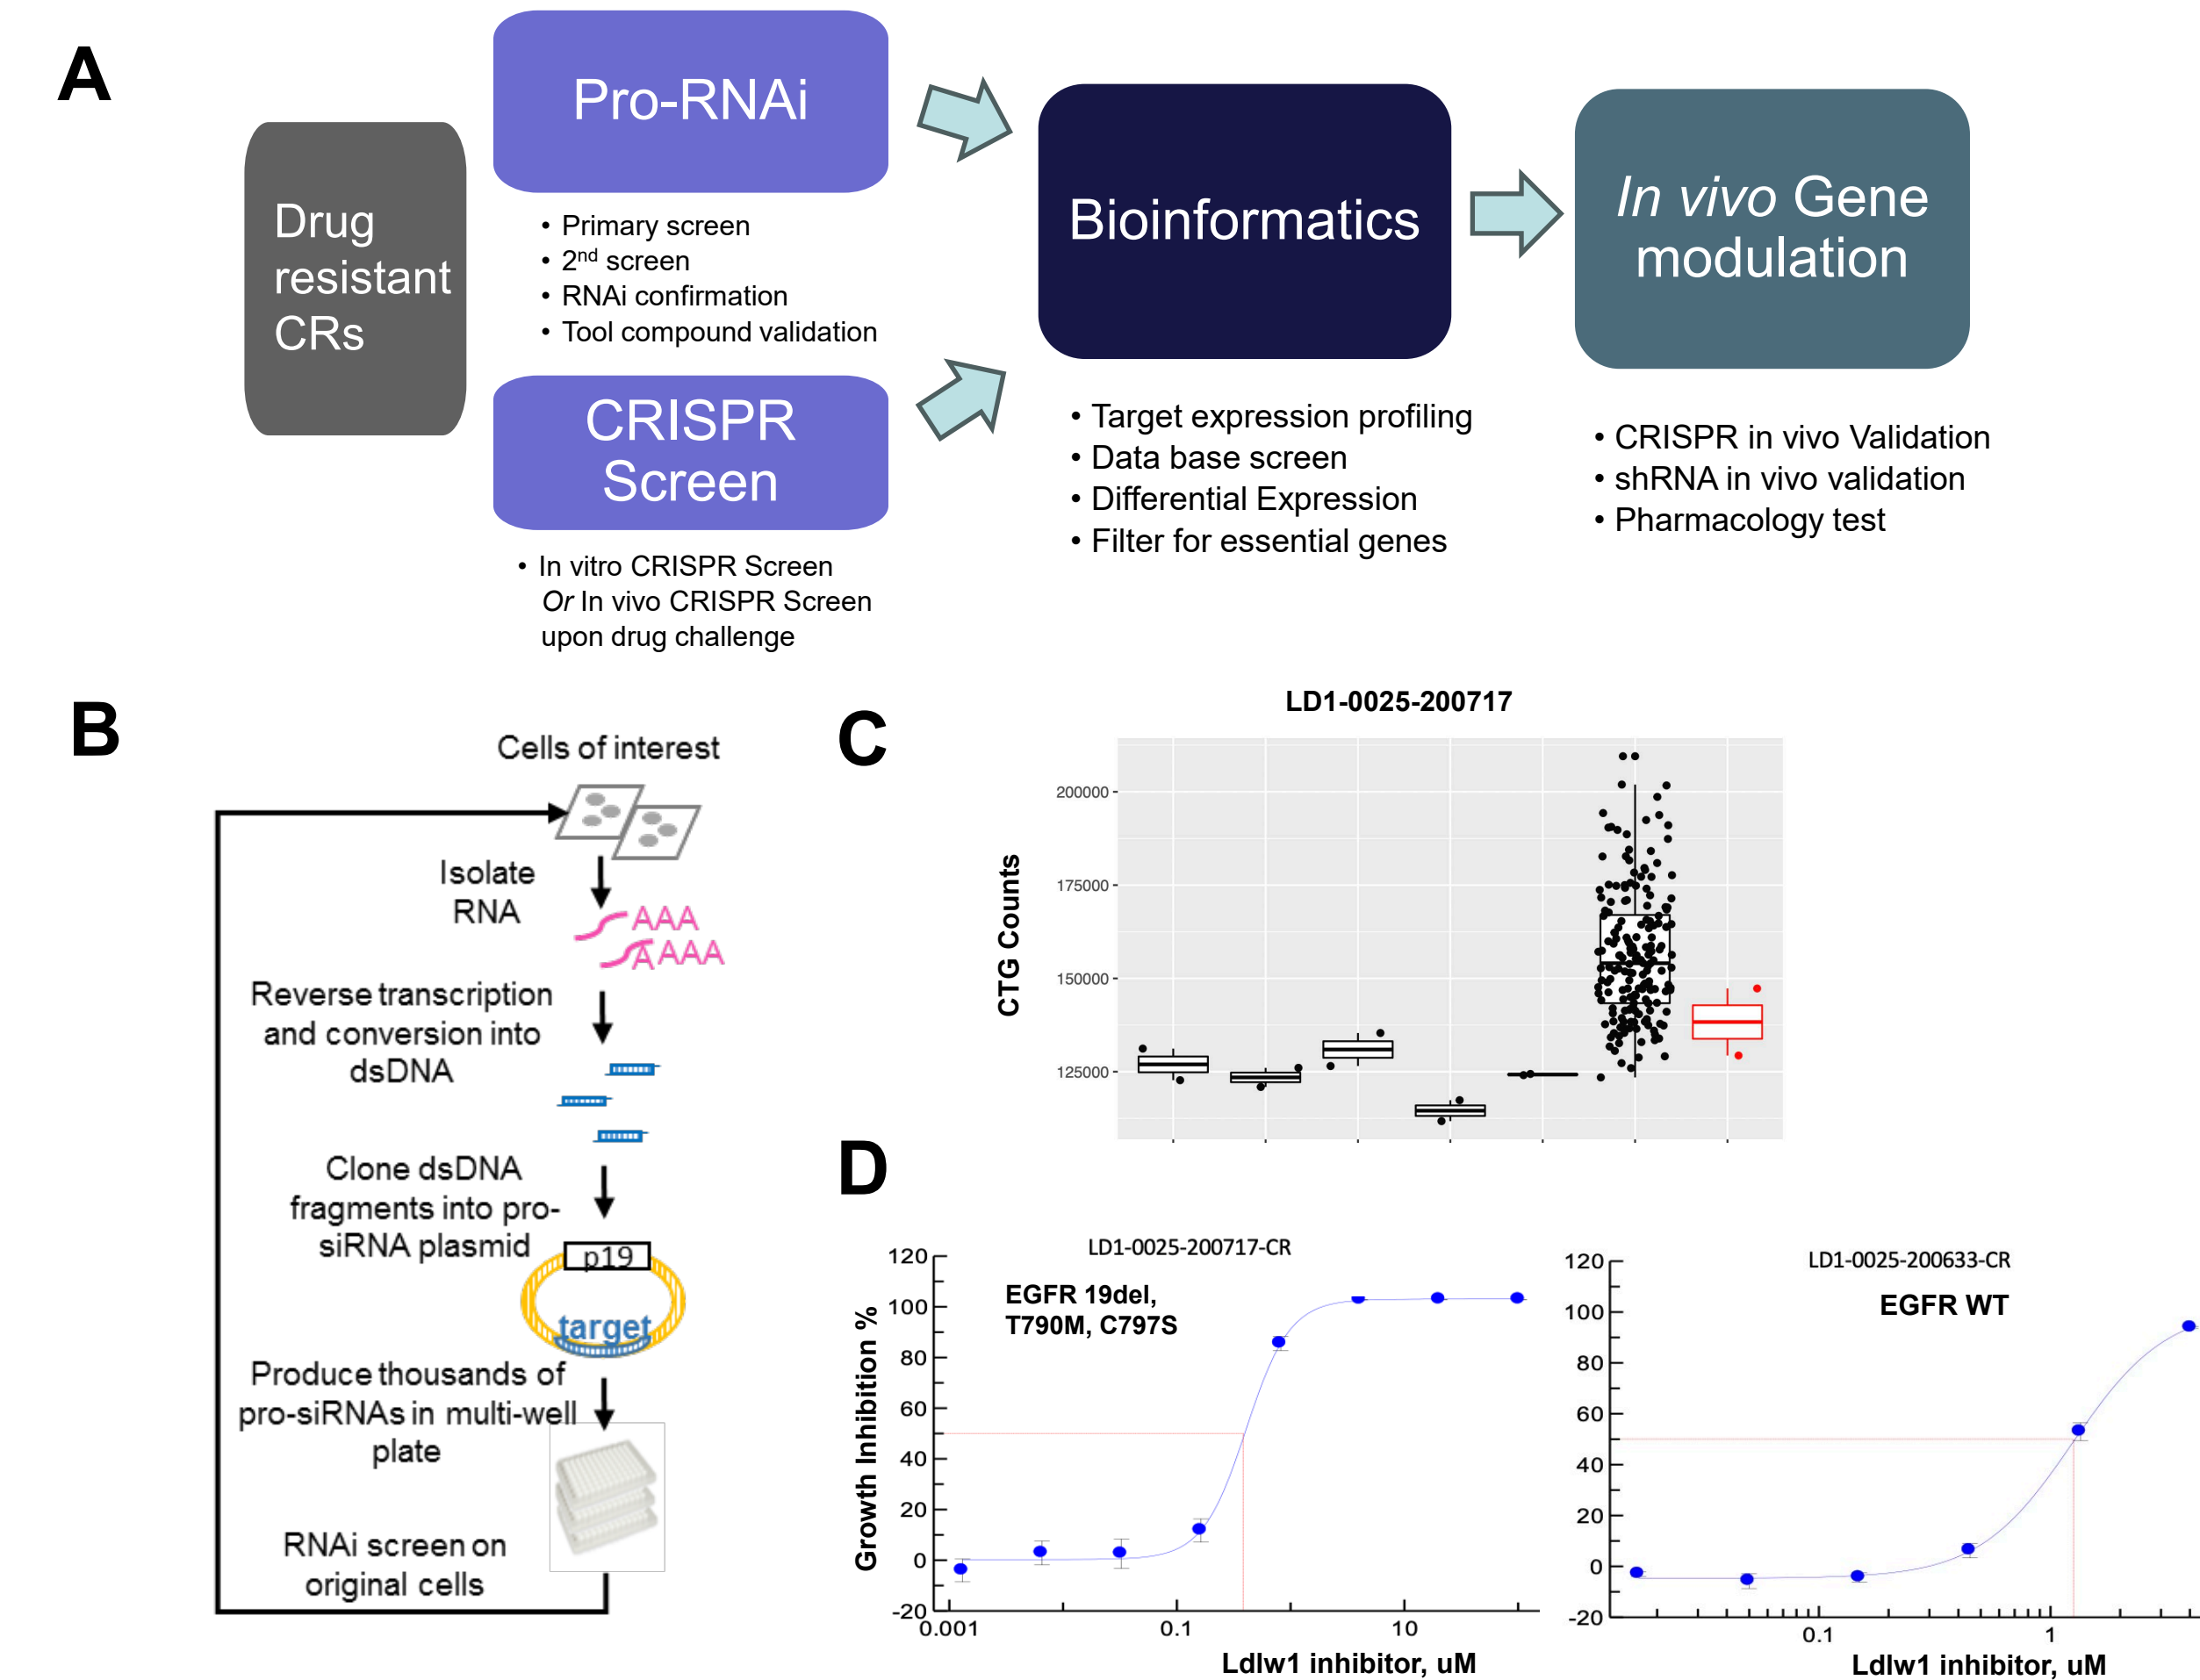 A
Drug
resistant
CRs
Pro-RNAi
• Primary screen
• 2nd screen
• RNAi confirmation
• Tool compound validation
CRISPR
Screen
• In vitro CRISPR Screen
Or In vivo CRISPR Screen
upon drug challenge
Bioinformatics
• Target expression profiling
• Data base screen
• Differential Expression
• Filter for essential genes
In vivo Gene
modulation
• CRISPR in vivo Validation
• shRNA in vivo validation
• Pharmacology test
B
Cells of interest
Isolate
RNA
AAA
AAAA
Reverse transcription
and conversion into
dsDNA
Clone dsDNA
fragments into pro-
siRNA plasmid
p19
target
Produce thousands of
pro-siRNAs in multi-well
plate
RNAi screen on
original cells
C
LD1-0025-200717
CTG Counts
200000
175000
150000
125000
D
LD1-0025-200717-CR
EGFR 19del,
T790M, C797S
Growth Inhibition %
120
100
80
60
40
20
0
-20
0.001
0.1
10
Ldlw1 inhibitor, uM
LD1-0025-200633-CR
EGFR WT
120
100
80
60
40
20
0
-20
0.1
1
Ldlw1 inhibitor, uM